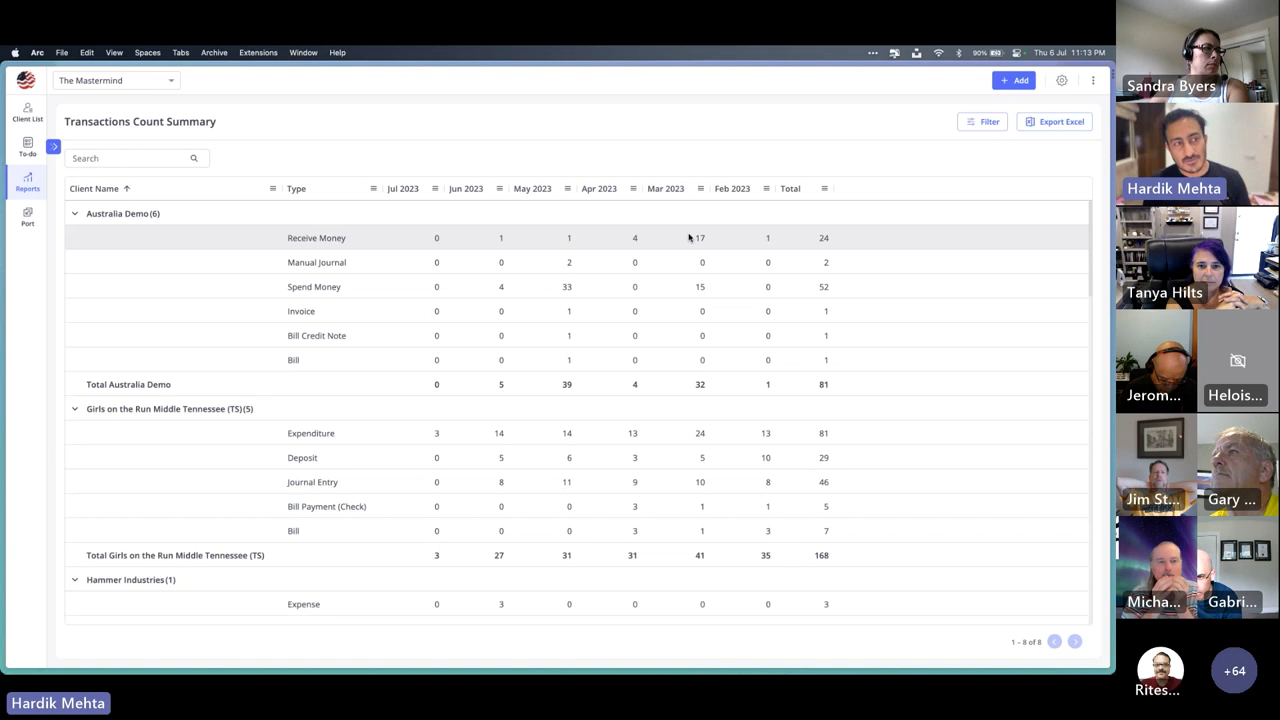 Arc File Edit View Spaces Tabs Archive Extensions Window Help 90% Thu 6 Jul 11:13 PM
The Mastermind + Add
Client List
To-do
Reports
Port
Transactions Count Summary Filter Export Excel
Search
Client Name Type Jul 2023 Jun 2023 May 2023 Apr 2023 Mar 2023 Feb 2023 Total
Australia Demo (6)
Receive Money 0 1 1 4 17 1 24
Manual Journal 0 0 2 0 0 0 2
Spend Money 0 4 33 0 15 0 52
Invoice 0 0 1 0 0 0 1
Bill Credit Note 0 0 1 0 0 0 1
Bill 0 0 1 0 0 0 1
Total Australia Demo 0 5 39 4 32 1 81
Girls on the Run Middle Tennessee (TS) (5)
Expenditure 3 14 14 13 24 13 81
Deposit 0 5 6 3 5 10 29
Journal Entry 0 8 11 9 10 8 46
Bill Payment (Check) 0 0 0 3 1 1 5
Bill 0 0 0 3 1 3 7
Total Girls on the Run Middle Tennessee (TS) 3 27 31 31 41 35 168
Hammer Industries (1)
Expense 0 3 0 0 0 0 3
1 – 8 of 8
Hardik Mehta
Sandra Byers
Hardik Mehta
Tanya Hilts
Jerom... Helois...
Jim St... Gary ...
Micha... Gabri...
Rites... +64